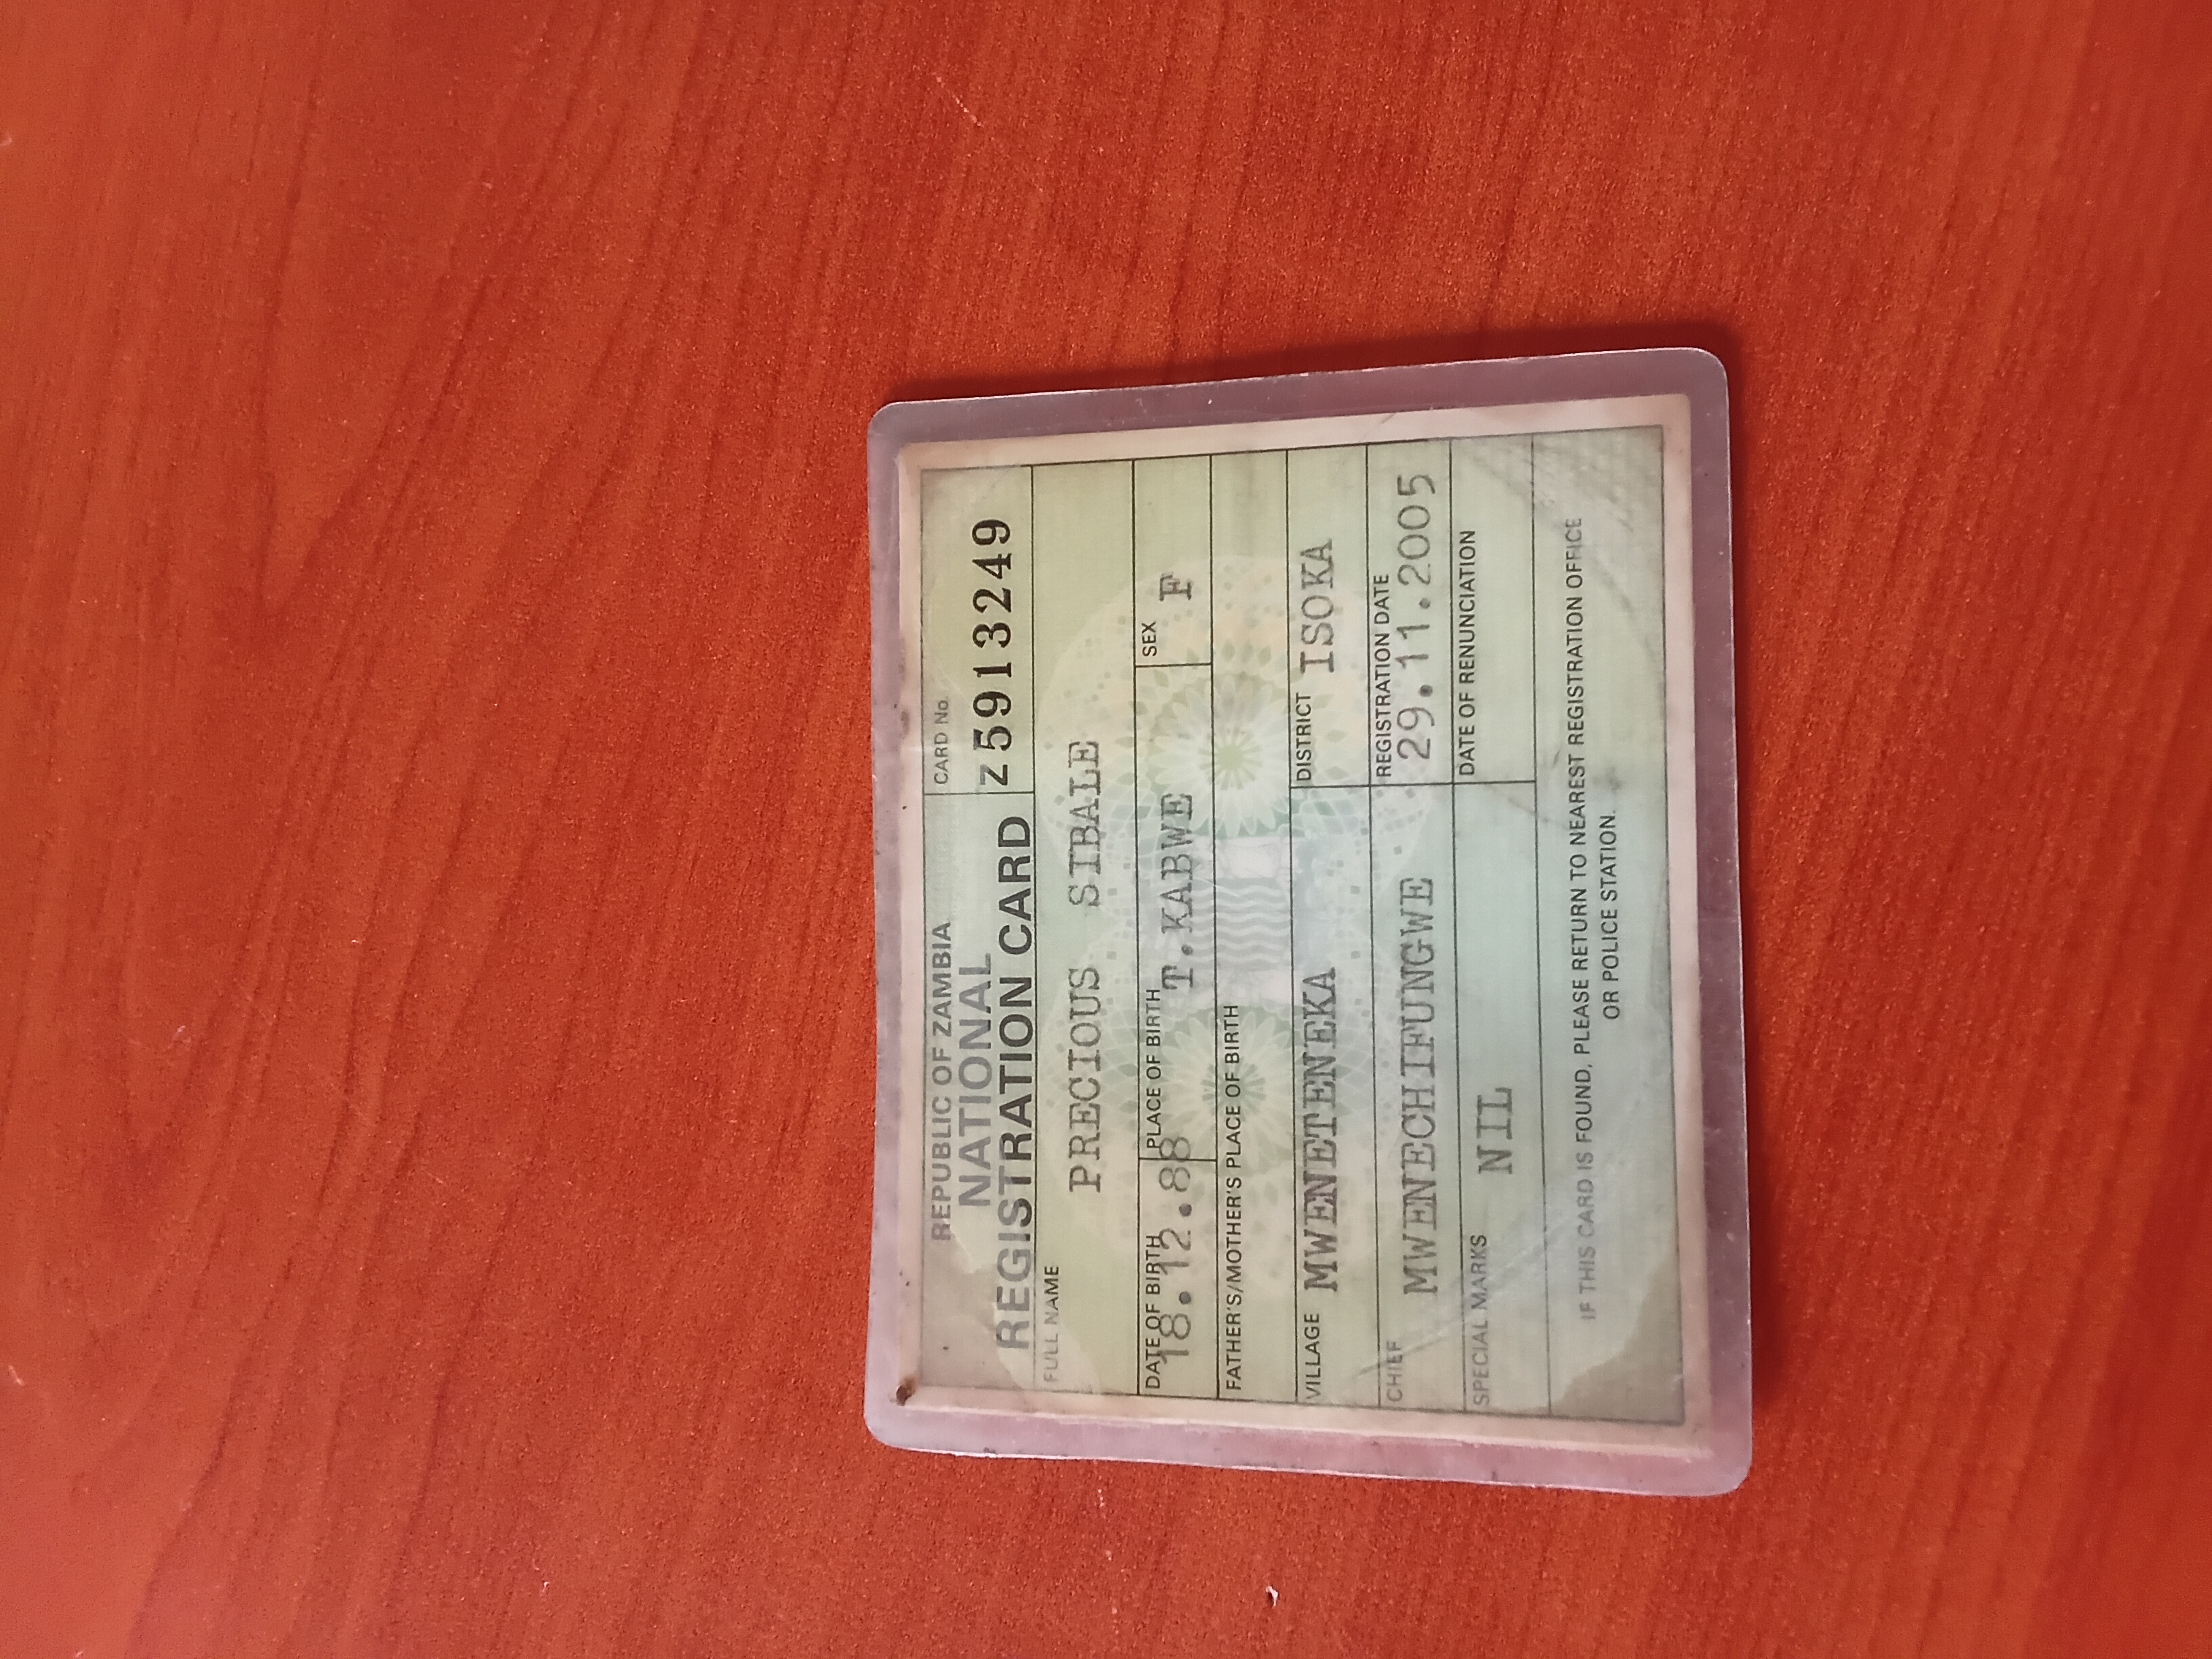 REPUBLIC OF ZAMBIA
NATIONAL
REGISTRATION CARD
CARD No.
Z 5913249
FULL NAME
PRECIOUS SIBALE
DATE OF BIRTH
18.12.88
PLACE OF BIRTH
T.KABWE
SEX
F
FATHER'S/MOTHER'S PLACE OF BIRTH
VILLAGE MWENETENEKA
DISTRICT ISOKA
CHIEF MWENECHIFUNGWE
REGISTRATION DATE
29.11.2005
SPECIAL MARKS
NIL
DATE OF RENUNCIATION
IF THIS CARD IS FOUND, PLEASE RETURN TO NEAREST REGISTRATION OFFICE
OR POLICE STATION.